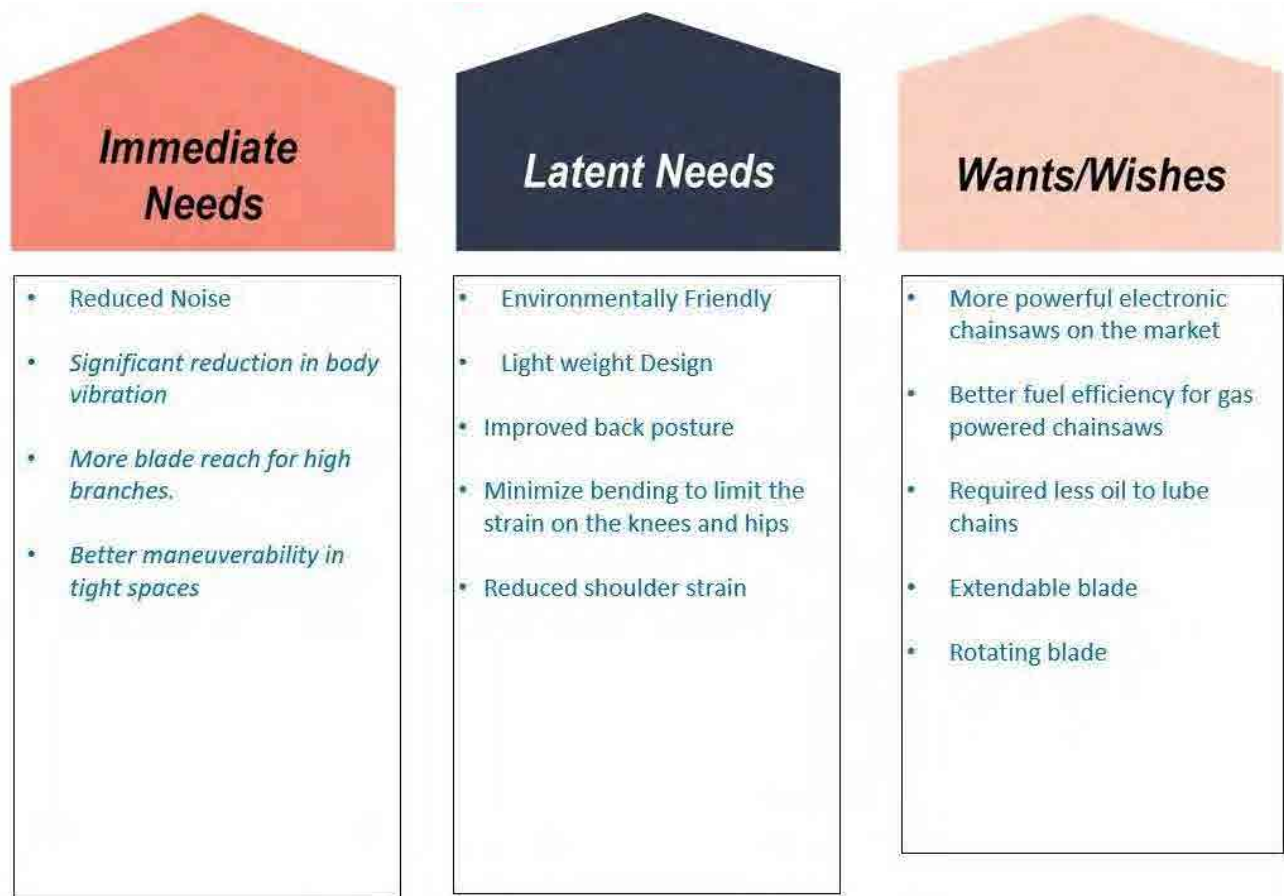 Immediate
Needs
• Reduced Noise
• Significant reduction in body
vibration
• More blade reach for high
branches.
• Better maneuverability in
tight spaces
Latent Needs
• Environmentally Friendly
• Light weight Design
• Improved back posture
• Minimize bending to limit the
strain on the knees and hips
• Reduced shoulder strain
Wants/Wishes
• More powerful electronic
chainsaws on the market
• Better fuel efficiency for gas
powered chainsaws
• Required less oil to lube
chains
• Extendable blade
• Rotating blade